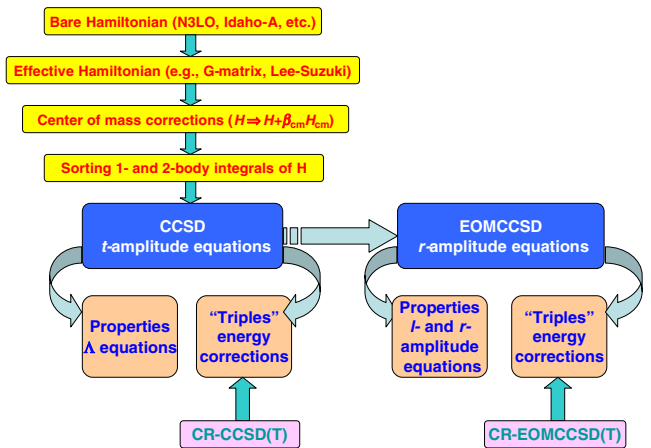 Bare Hamiltonian (N3LO, Idaho-A, etc.)
Effective Hamiltonian (e.g., G-matrix, Lee-Suzuki)
Center of mass corrections (H⇒H+βcmHcm)
Sorting 1- and 2-body integrals of H
CCSD
t-amplitude equations
EOMCCSD
r-amplitude equations
Properties
Λ equations
“Triples”
energy
corrections
Properties
l- and r-
amplitude
equations
“Triples”
energy
corrections
CR-CCSD(T)
CR-EOMCCSD(T)